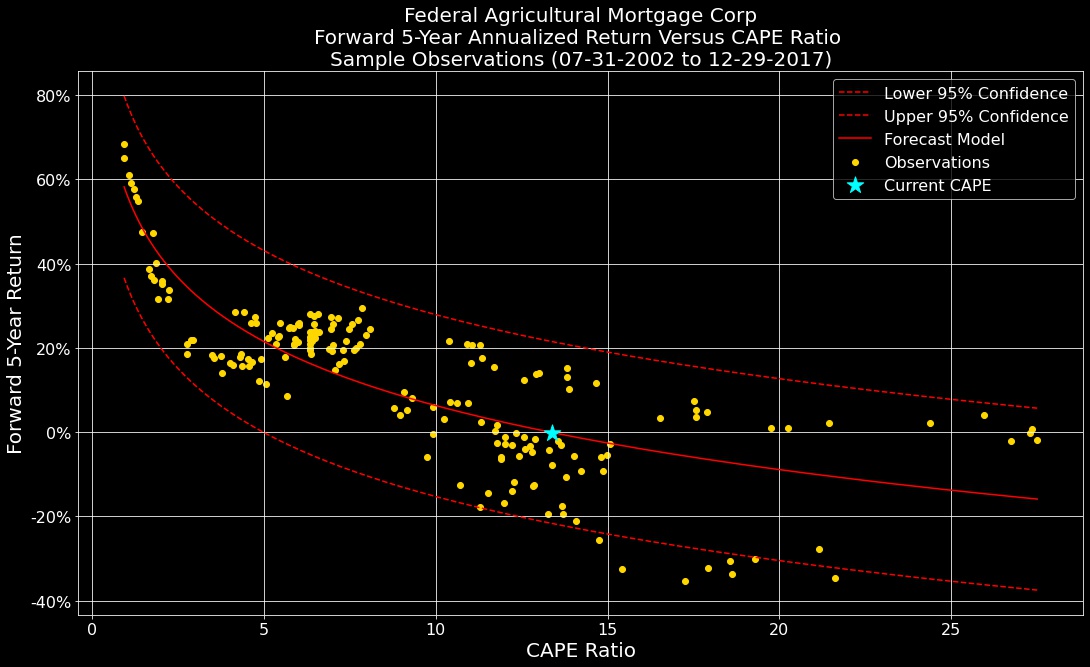 Federal Agricultural Mortgage Corp
Forward 5-Year Annualized Return Versus CAPE Ratio
Sample Observations (07-31-2002 to 12-29-2017)
Lower 95% Confidence
Upper 95% Confidence
Forecast Model
Observations
Current CAPE
Forward 5-Year Return
80%
60%
40%
20%
0%
-20%
-40%
0
5
10
15
20
25
CAPE Ratio